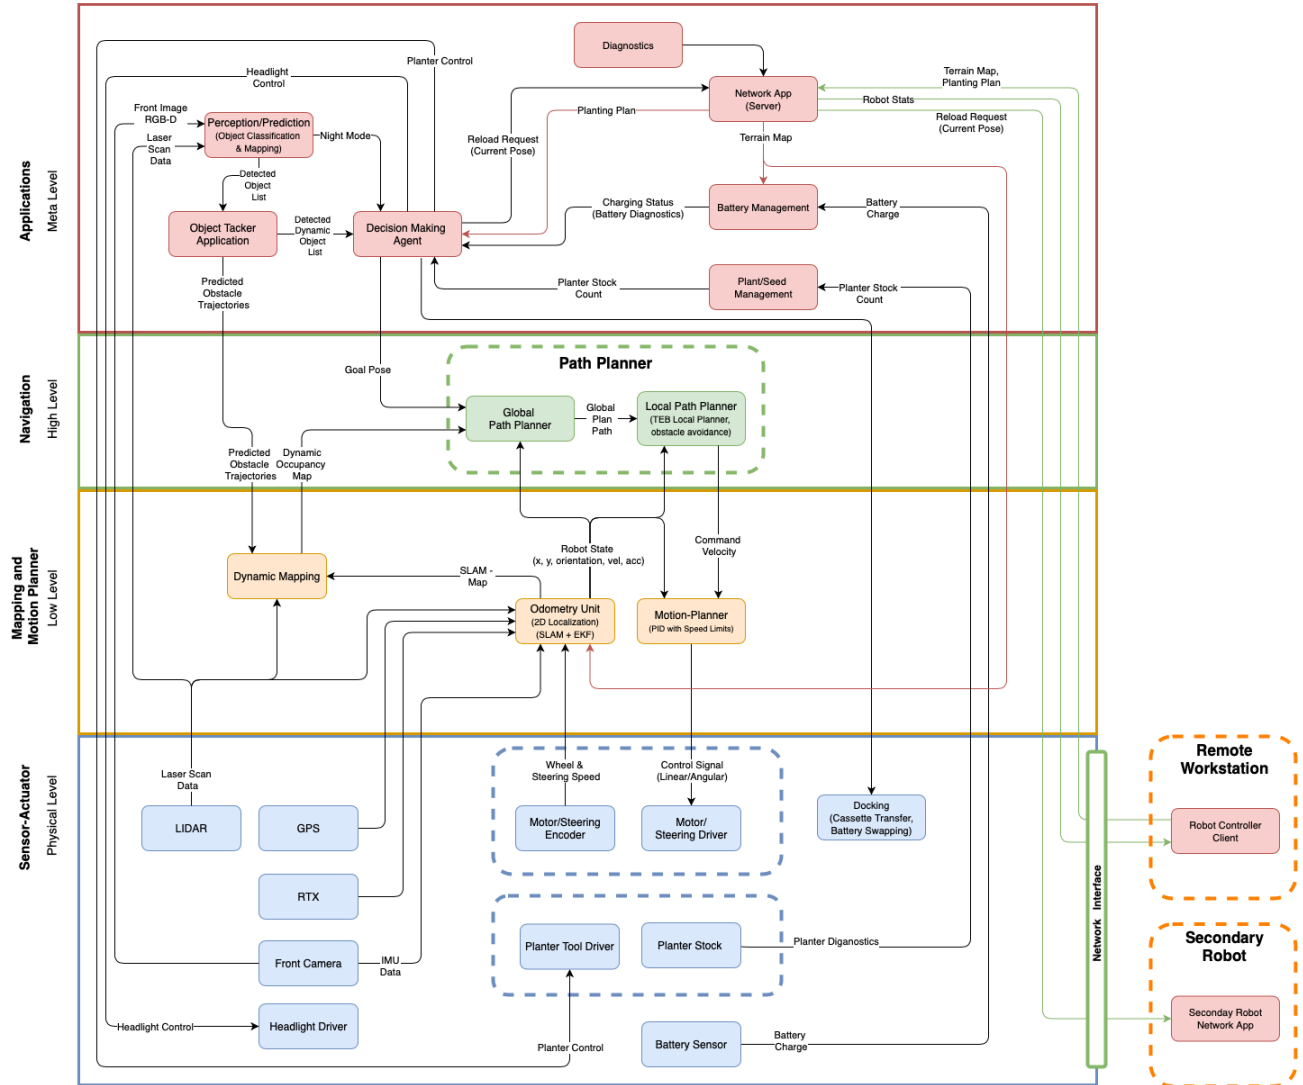 Applications
Meta Level
Diagnostics
Planter Control
Headlight
Control
Network App
(Server)
Terrain Map,
Planting Plan
Robot Stats
Reload Request
(Current Pose)
Front Image
RGB-D
Perception/Prediction
(Object Classification
& Mapping)
Night Mode
Laser
Scan
Data
Planting Plan
Reload Request
(Current Pose)
Terrain Map
Detected
Object
List
Object Tacker
Application
Detected
Dynamic
Object
List
Decision Making
Agent
Charging Status
(Battery Diagnostics)
Battery Management
Battery
Charge
Predicted
Obstacle
Trajectories
Planter Stock
Count
Plant/Seed
Management
Planter Stock
Count
Navigation
High Level
Path Planner
Goal Pose
Global
Path Planner
Global
Plan
Path
Local Path Planner
(TEB Local Planner,
obstacle avoidance)
Predicted
Obstacle
Trajectories
Dynamic
Occupancy
Map
Mapping and
Motion Planner
Low Level
Robot State
(x, y, orientation, vel, acc)
Command
Velocity
Dynamic Mapping
SLAM -
Map
Odometry Unit
(2D Localization)
(SLAM + EKF)
Motion-Planner
(PID with Speed Limits)
Sensor-Actuator
Physical Level
Laser Scan
Data
Wheel &
Steering Speed
Control Signal
(Linear/Angular)
LIDAR
GPS
Motor/Steering
Encoder
Motor/
Steering Driver
Docking
(Cassette Transfer,
Battery Swapping)
RTX
Front Camera
IMU
Data
Planter Tool Driver
Planter Stock
Planter Diganostics
Headlight Control
Headlight Driver
Planter Control
Battery Sensor
Battery
Charge
Network Interface
Remote
Workstation
Robot Controller
Client
Secondary
Robot
Seconday Robot
Network App